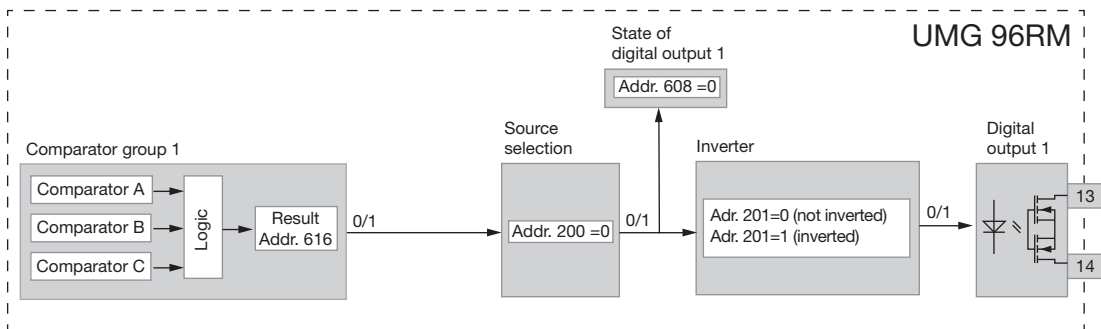 UMG 96RM
State of
digital output 1
Addr. 608 =0
Comparator group 1
Comparator A
Comparator B
Comparator C
Logic
Result
Addr. 616
0/1
Source
selection
Addr. 200 =0
0/1
Inverter
Adr. 201=0 (not inverted)
Adr. 201=1 (inverted)
0/1
Digital
output 1
13
14